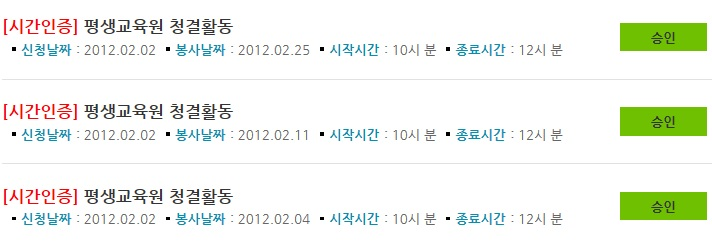 [시간인증] 평생교육원 청결활동
▪ 신청날짜 : 2012.02.02 ▪ 봉사날짜 : 2012.02.25 ▪ 시작시간 : 10시 분 ▪ 종료시간 : 12시 분
승인
[시간인증] 평생교육원 청결활동
▪ 신청날짜 : 2012.02.02 ▪ 봉사날짜 : 2012.02.11 ▪ 시작시간 : 10시 분 ▪ 종료시간 : 12시 분
승인
[시간인증] 평생교육원 청결활동
▪ 신청날짜 : 2012.02.02 ▪ 봉사날짜 : 2012.02.04 ▪ 시작시간 : 10시 분 ▪ 종료시간 : 12시 분
승인